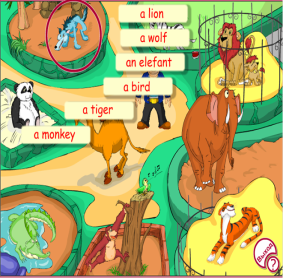 a lion
a wolf
an elefant
a bird
a tiger
a monkey